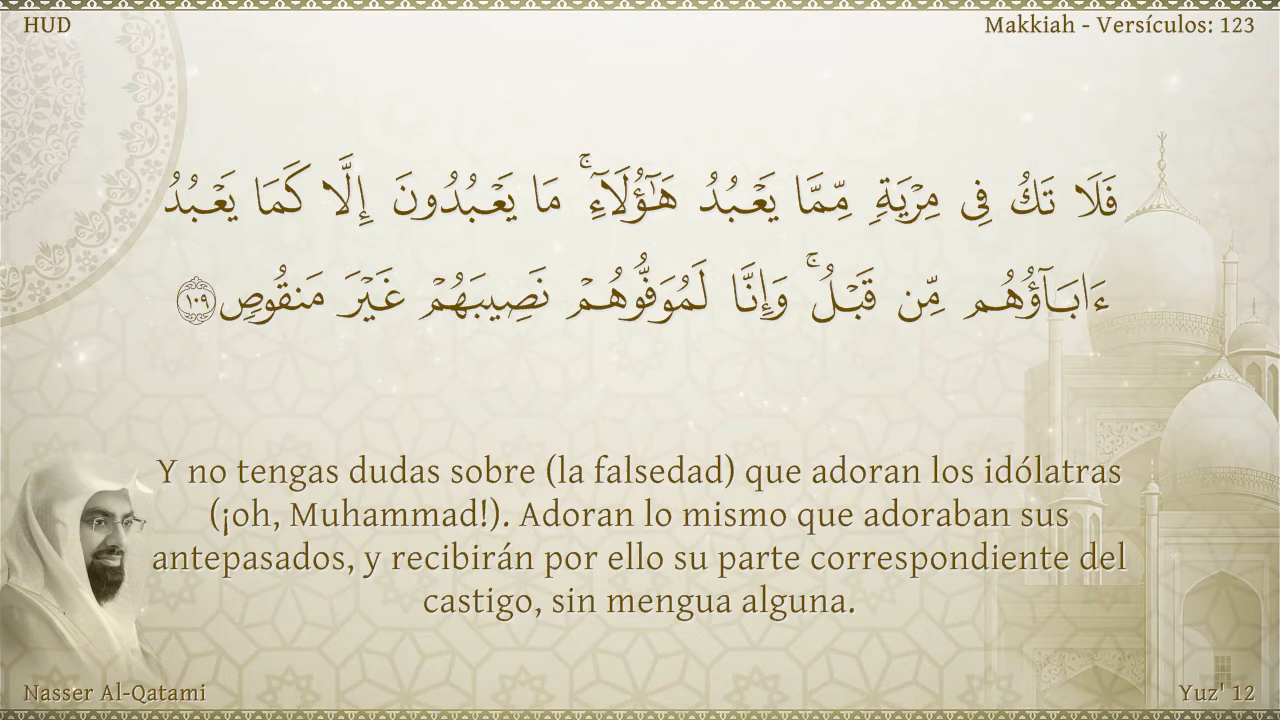 HUD
Makkiah - Versículos: 123
فَلَا تَكُ فِى مِرْيَةٍ مِّمَّا يَعْبُدُ هَـٰٓؤُلَآءِ ۚ مَا يَعْبُدُونَ إِلَّا كَمَا يَعْبُدُ
ءَابَآؤُهُم مِّن قَبْلُ ۚ وَإِنَّا لَمُوَفُّوهُمْ نَصِيبَهُمْ غَيْرَ مَنقُوصٍ ١٠٩
Y no tengas dudas sobre (la falsedad) que adoran los idólatras
(¡oh, Muhammad!). Adoran lo mismo que adoraban sus
antepasados, y recibirán por ello su parte correspondiente del
castigo, sin mengua alguna.
Nasser Al-Qatami
Yuz' 12